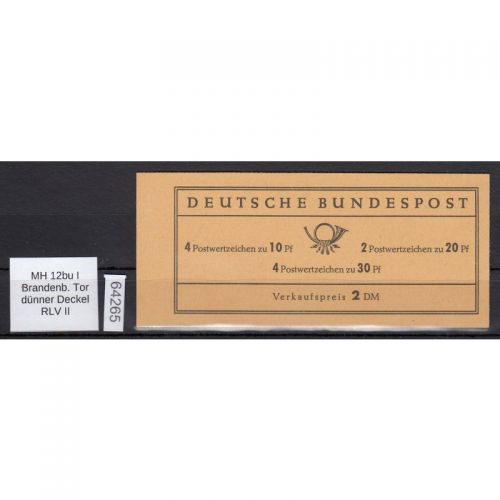 MH 12bu I
Brandenb. Tor
dünner Deckel
RLV II
64265
DEUTSCHE BUNDESPOST
4 Postwertzeichen zu 10 Pf 2 Postwertzeichen zu 20 Pf
4 Postwertzeichen zu 30 Pf
Verkaufspreis 2 DM